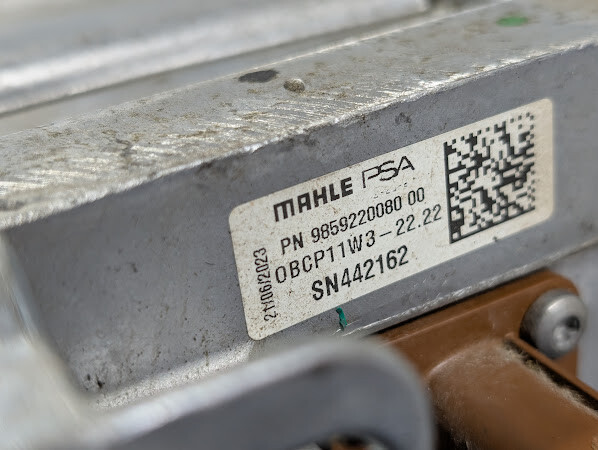 MAHLE PSA
PN 9859220080 00
OBCP11W3-22.22
SN442162
21/06/2023